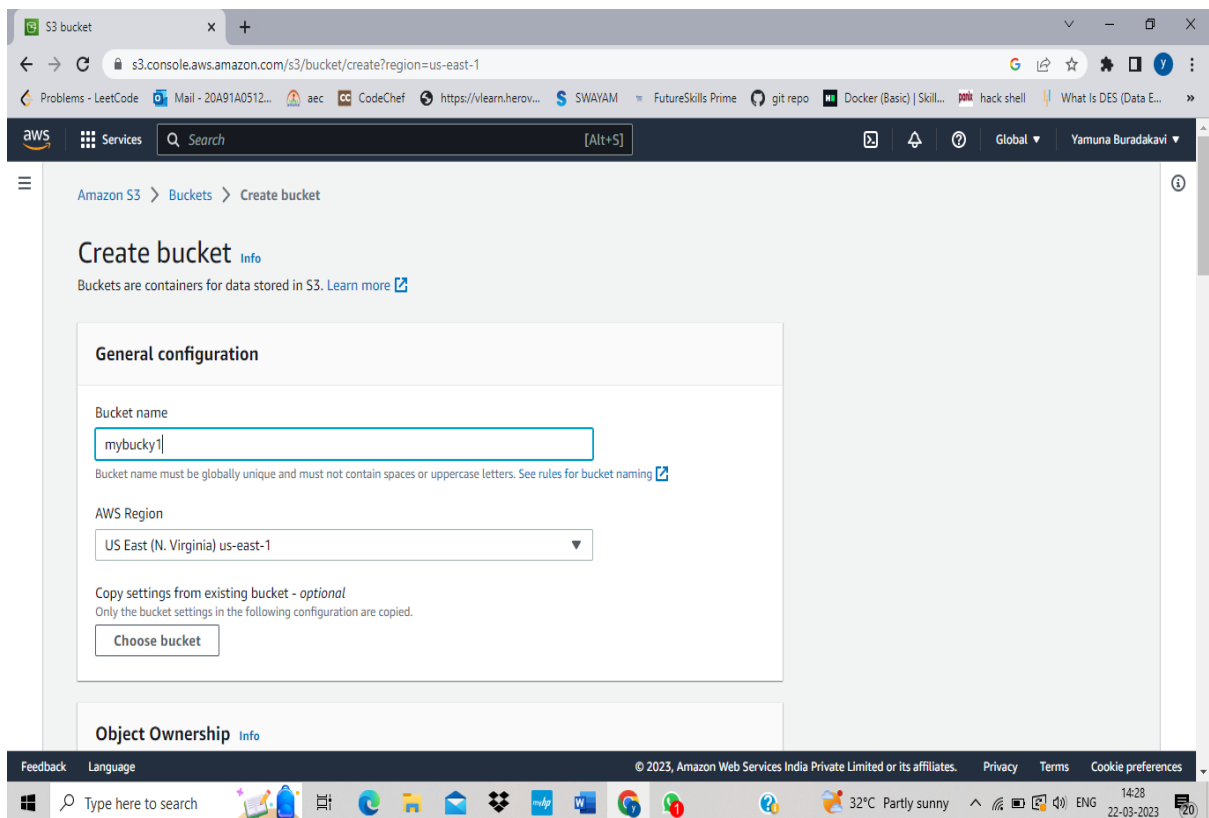 S3 bucket
s3.console.aws.amazon.com/s3/bucket/create?region=us-east-1
Problems - LeetCode Mail - 20A91A0512... aec CodeChef https://vlearn.herov... SWAYAM FutureSkills Prime git repo Docker (Basic) | Skill... hack shell What Is DES (Data E... »
aws Services Search [Alt+S] Global Yamuna Buradakavi
Amazon S3 > Buckets > Create bucket
Create bucket Info
Buckets are containers for data stored in S3. Learn more
General configuration
Bucket name
mybucky1
Bucket name must be globally unique and must not contain spaces or uppercase letters. See rules for bucket naming
AWS Region
US East (N. Virginia) us-east-1
Copy settings from existing bucket - optional
Only the bucket settings in the following configuration are copied.
Choose bucket
Object Ownership Info
Feedback Language © 2023, Amazon Web Services India Private Limited or its affiliates. Privacy Terms Cookie preferences
Type here to search 32°C Partly sunny ENG 14:28
22-03-2023 20